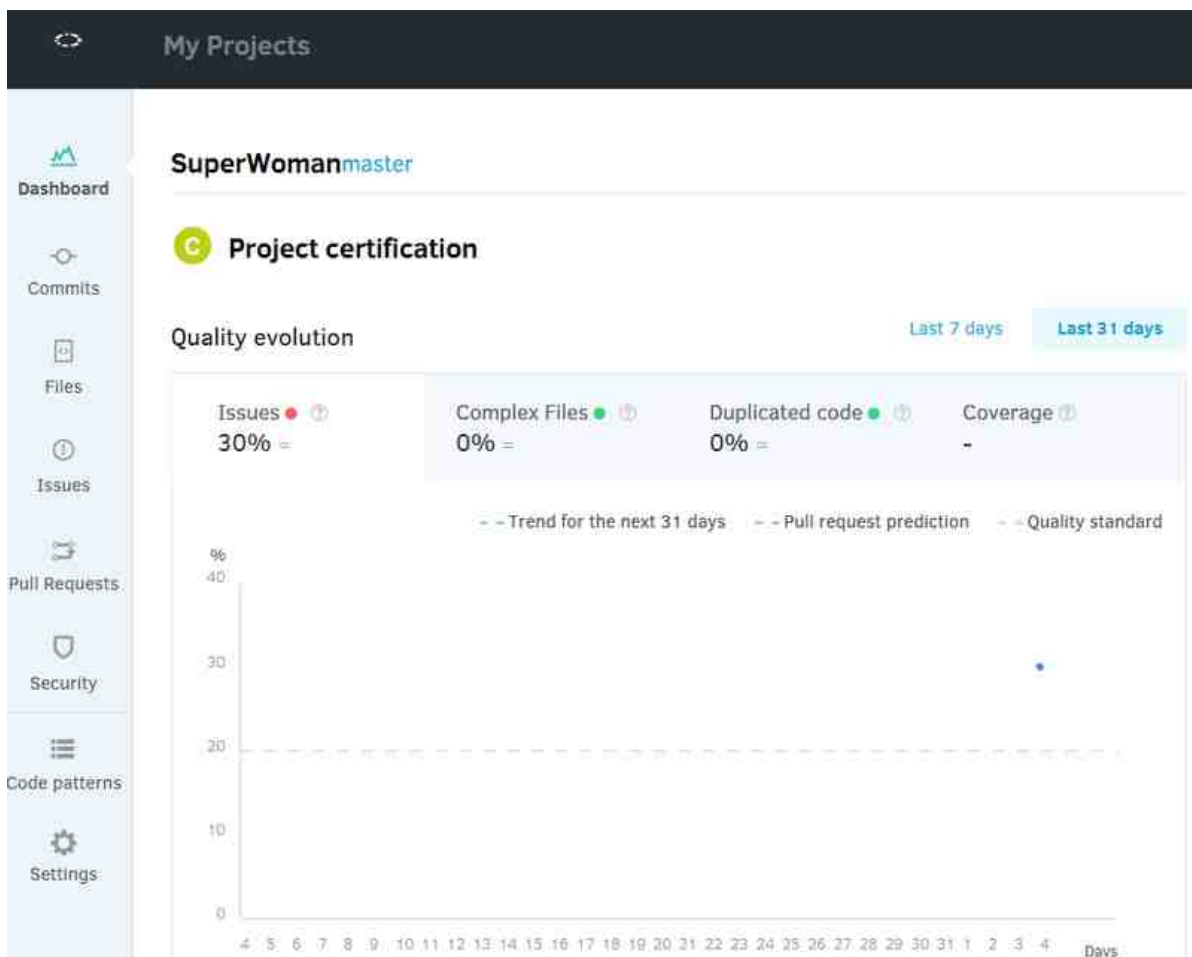 My Projects
SuperWoman master
C Project certification
Quality evolution
Last 7 days
Last 31 days
Dashboard
Commits
Files
Issues
Pull Requests
Security
Code patterns
Settings
Issues
30% =
Complex Files
0% =
Duplicated code
0% =
Coverage
-
Trend for the next 31 days
Pull request prediction
Quality standard
%
40
30
20
10
0
4 5 6 7 8 9 10 11 12 13 14 15 16 17 18 19 20 21 22 23 24 25 26 27 28 29 30 31 1 2 3 4
Days